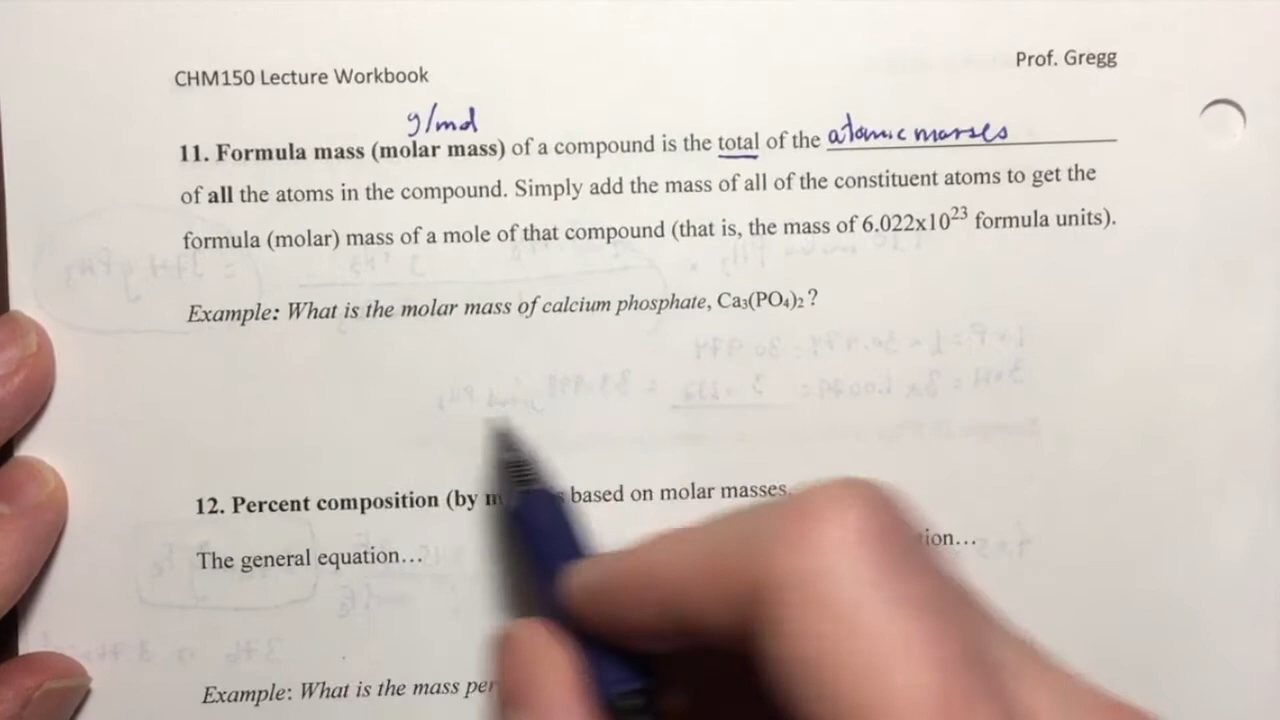 CHM150 Lecture Workbook
Prof. Gregg
g/mol
11. Formula mass (molar mass) of a compound is the total of the atomic masses
of all the atoms in the compound. Simply add the mass of all of the constituent atoms to get the
formula (molar) mass of a mole of that compound (that is, the mass of 6.022x10²³ formula units).
Example: What is the molar mass of calcium phosphate, Ca₃(PO₄)₂ ?
12. Percent composition (by m s based on molar masses.
The general equation… tion…
Example: What is the mass per